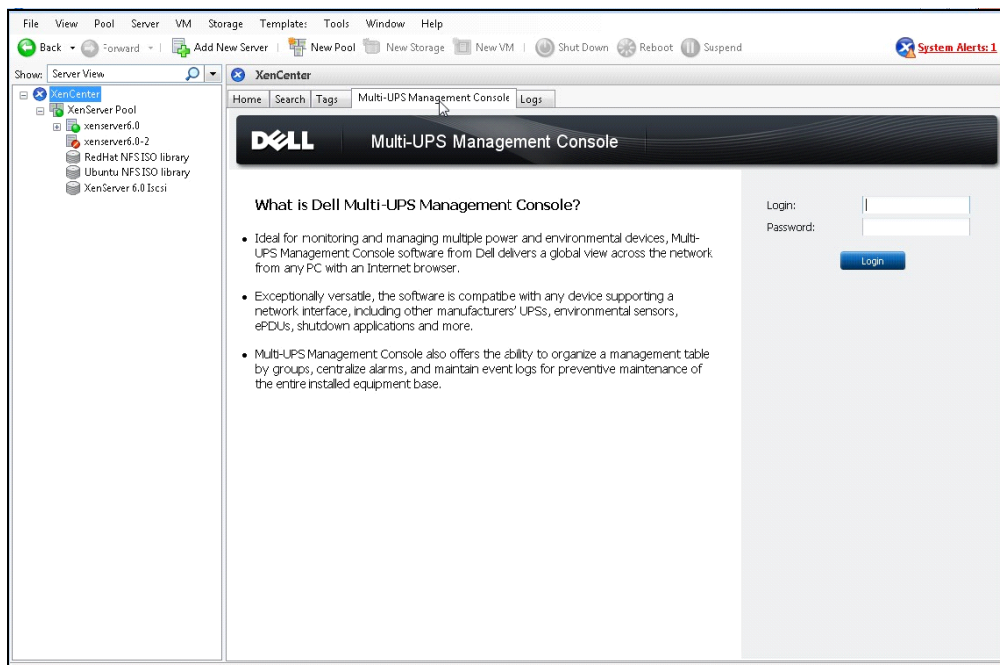 File View Pool Server VM Storage Templates Tools Window Help
Back Forward Add New Server New Pool New Storage New VM Shut Down Reboot Suspend System Alerts: 1
Show: Server View
XenCenter
XenCenter
XenServer Pool
xenserver6.0
xenserver6.0-2
RedHat NFS ISO library
Ubuntu NFS ISO library
XenServer 6.0 Iscsi
Home Search Tags Multi-UPS Management Console Logs
DELL Multi-UPS Management Console
What is Dell Multi-UPS Management Console?
• Ideal for monitoring and managing multiple power and environmental devices, Multi-
UPS Management Console software from Dell delivers a global view across the network
from any PC with an Internet browser.
• Exceptionally versatile, the software is compatibe with any device supporting a
network interface, including other manufacturers' UPSs, environmental sensors,
ePDUs, shutdown applications and more.
• Multi-UPS Management Console also offers the ability to organize a management table
by groups, centralize alarms, and maintain event logs for preventive maintenance of
the entire installed equipment base.
Login:
Password:
Login